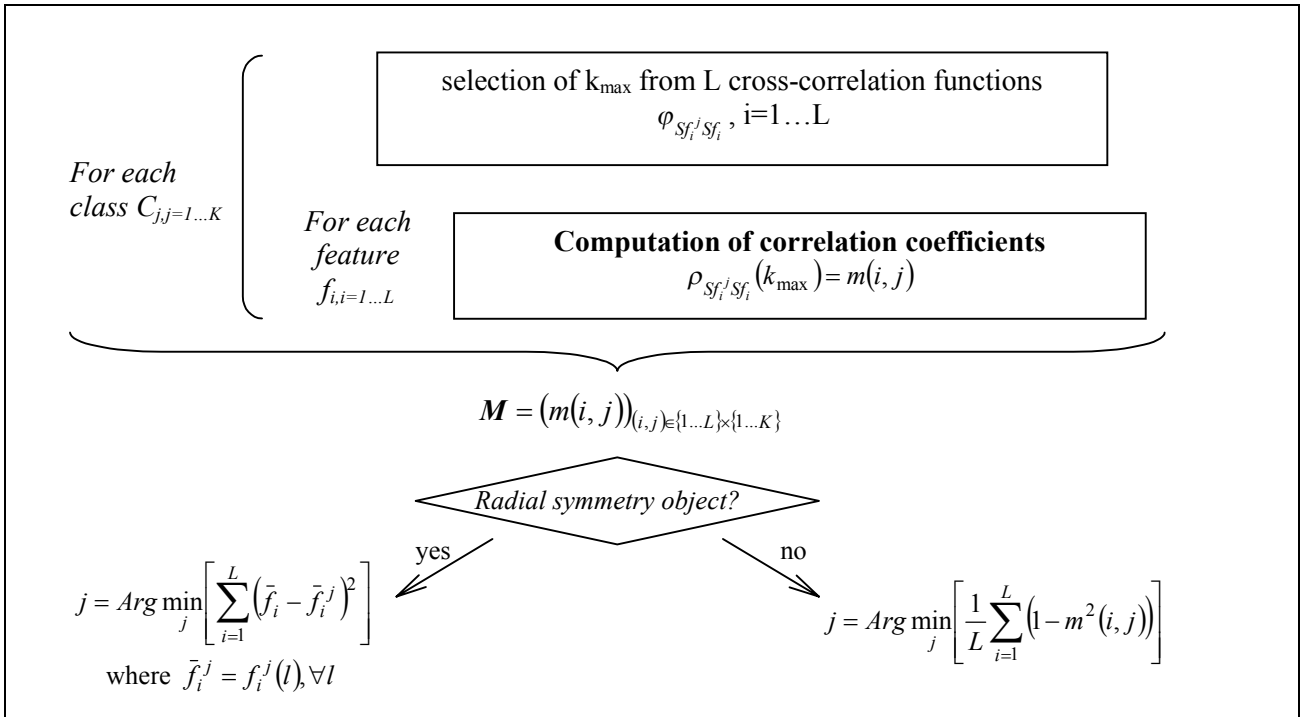 selection of k_max from L cross-correlation functions
φ_{Sf_i^j Sf_i} , i=1…L
For each
class C_{j,j=1…K}
For each
feature
f_{i,i=1…L}
Computation of correlation coefficients
ρ_{Sf_i^j Sf_i}(k_max) = m(i, j)
M = (m(i, j))_{(i,j)∈{1…L}×{1…K}}
Radial symmetry object?
yes
no
j = Arg min_j [ ∑_{i=1}^{L} (f̄_i − f̄_i^j)^2 ]
where f̄_i^j = f_i^j(l), ∀l
j = Arg min_j [ 1/L ∑_{i=1}^{L} (1 − m^2(i, j)) ]